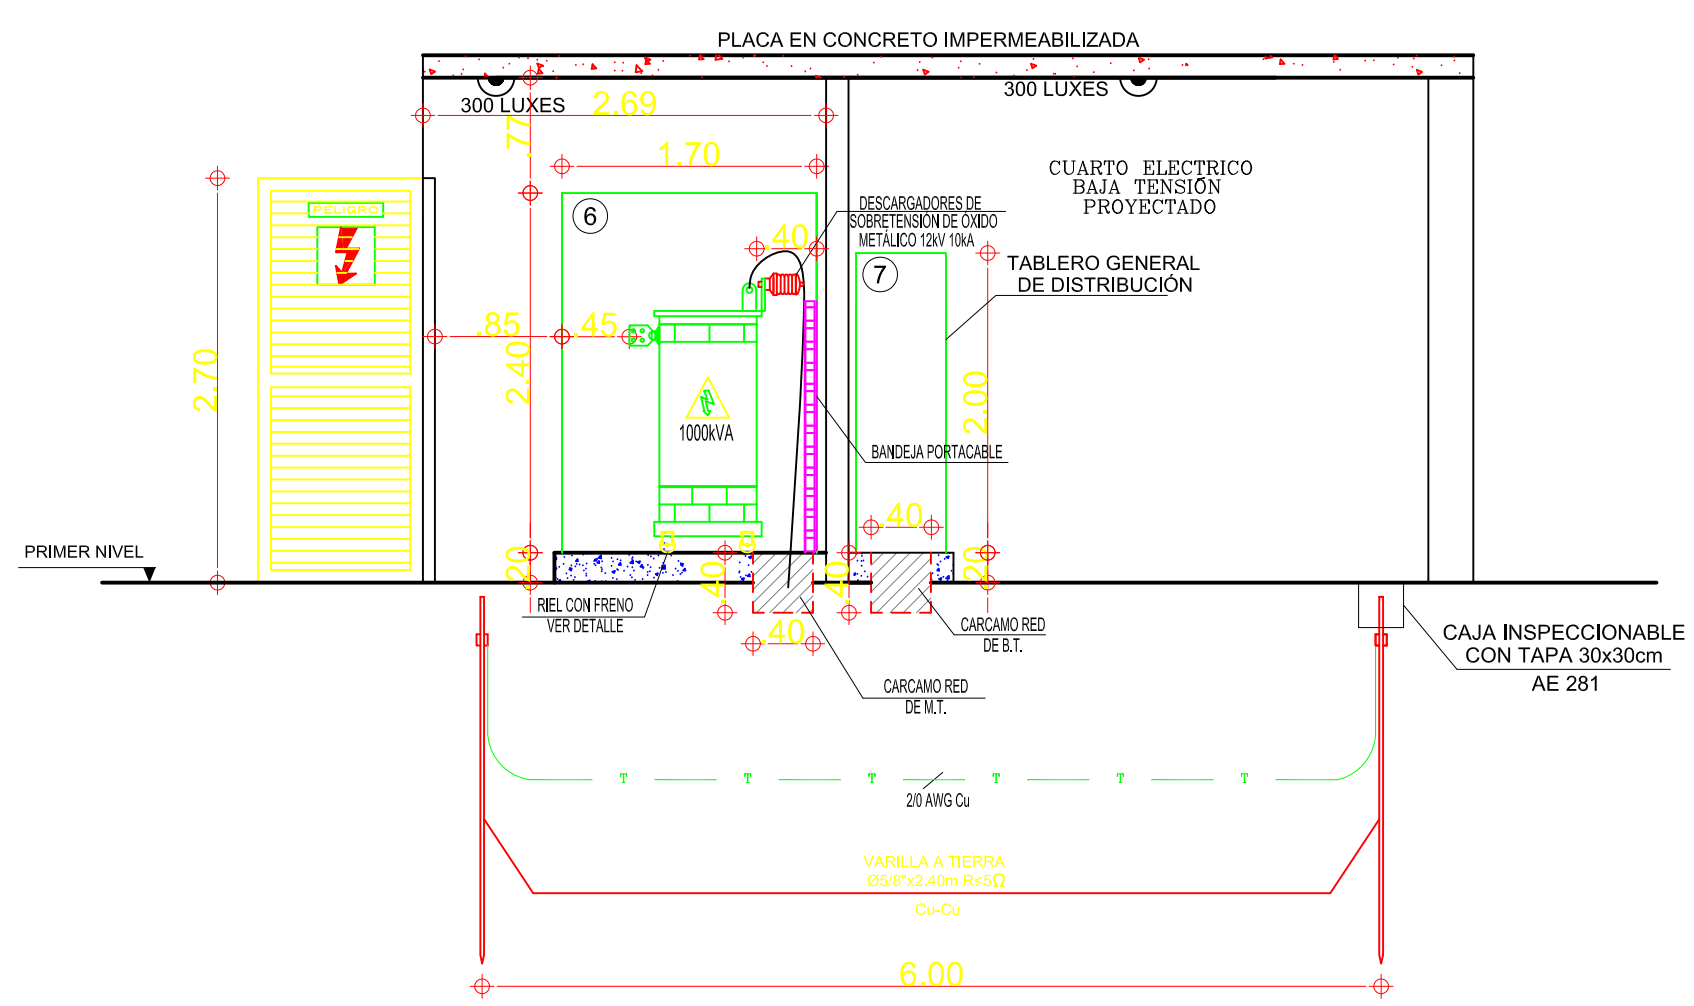 PLACA EN CONCRETO IMPERMEABILIZADA
300 LUXES
300 LUXES
2.69
.77
1.70
CUARTO ELECTRICO
BAJA TENSIÓN
PROYECTADO
PELIGRO
6
DESCARGADORES DE
SOBRETENSIÓN DE ÓXIDO
METÁLICO 12kV 10kA
.40
7
TABLERO GENERAL
DE DISTRIBUCIÓN
.85
.45
2.70
2.40
2.00
1000kVA
BANDEJA PORTACABLE
.40
PRIMER NIVEL
.20
.40
.40
.20
RIEL CON FRENO
VER DETALLE
.40
CARCAMO RED
DE B.T.
CAJA INSPECCIONABLE
CON TAPA 30x30cm
AE 281
CARCAMO RED
DE M.T.
T T T T T T
2/0 AWG Cu
VARILLA A TIERRA
Ø5/8"x2.40m R≤5Ω
Cu-Cu
6.00